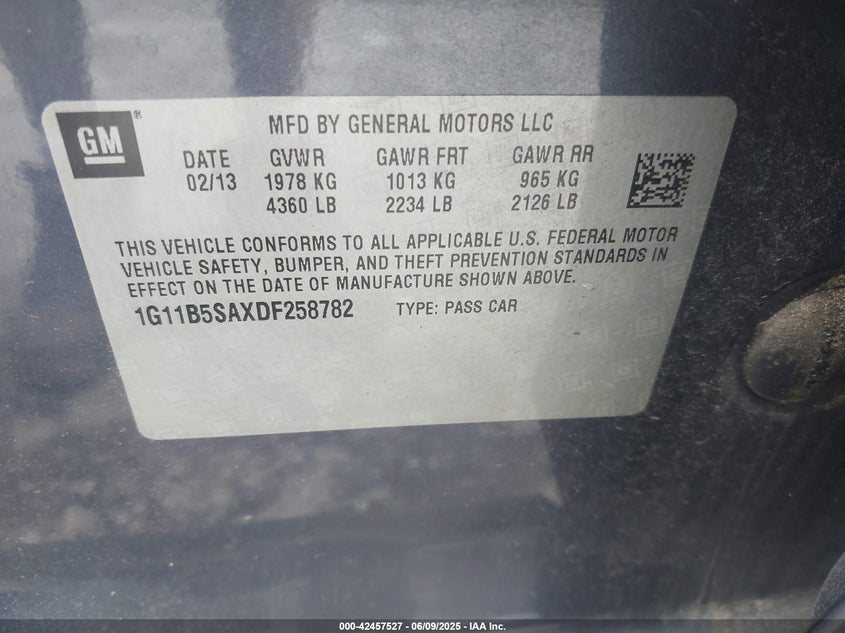 GM ®
MFD BY GENERAL MOTORS LLC
DATE GVWR GAWR FRT GAWR RR
02/13 1978 KG 1013 KG 965 KG
4360 LB 2234 LB 2126 LB
THIS VEHICLE CONFORMS TO ALL APPLICABLE U.S. FEDERAL MOTOR
VEHICLE SAFETY, BUMPER, AND THEFT PREVENTION STANDARDS IN
EFFECT ON THE DATE OF MANUFACTURE SHOWN ABOVE.
1G11B5SAXDF258782 TYPE: PASS CAR
000-42457527 - 06/09/2025 - IAA Inc.